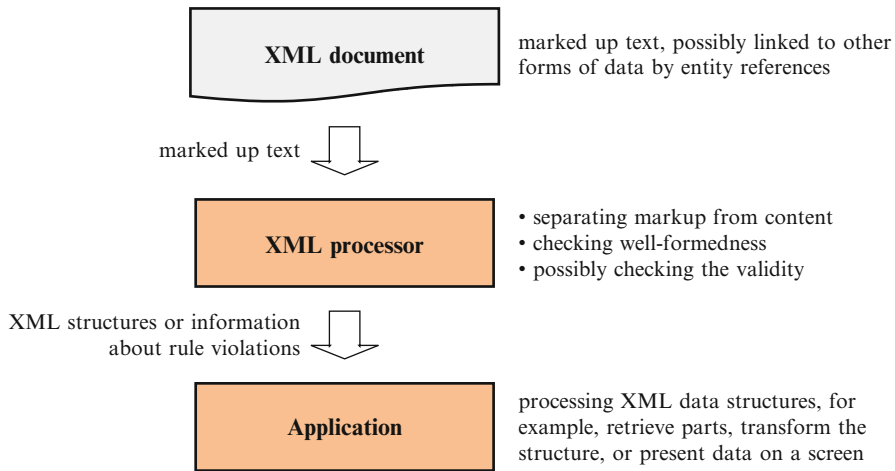 XML document
marked up text, possibly linked to other
forms of data by entity references
marked up text
XML processor
• separating markup from content
• checking well-formedness
• possibly checking the validity
XML structures or information
about rule violations
Application
processing XML data structures, for
example, retrieve parts, transform the
structure, or present data on a screen